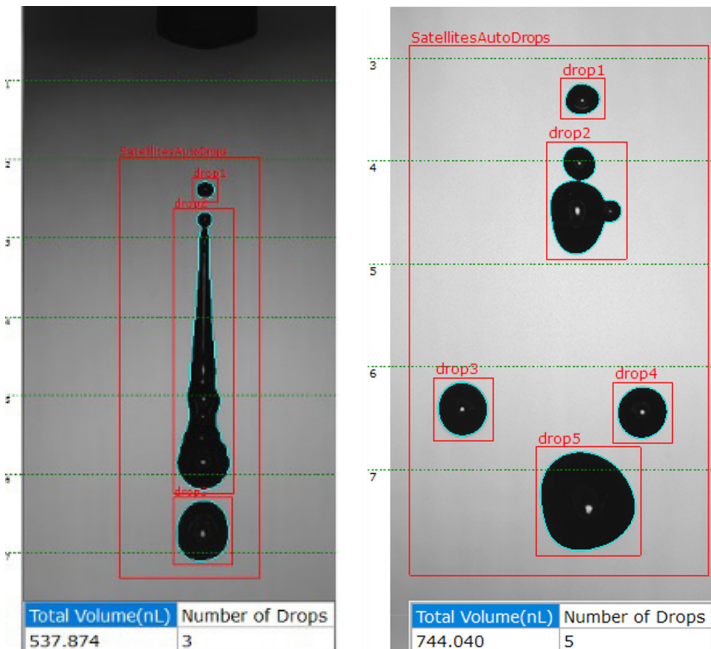 1
2
SatellitesAutoDrops
drop1
drop2
3
4
5
6
drop3
7
Total Volume(nL) Number of Drops
537.874 3
SatellitesAutoDrops
3
drop1
drop2
4
5
6
drop3
drop4
drop5
7
Total Volume(nL) Number of Drops
744.040 5